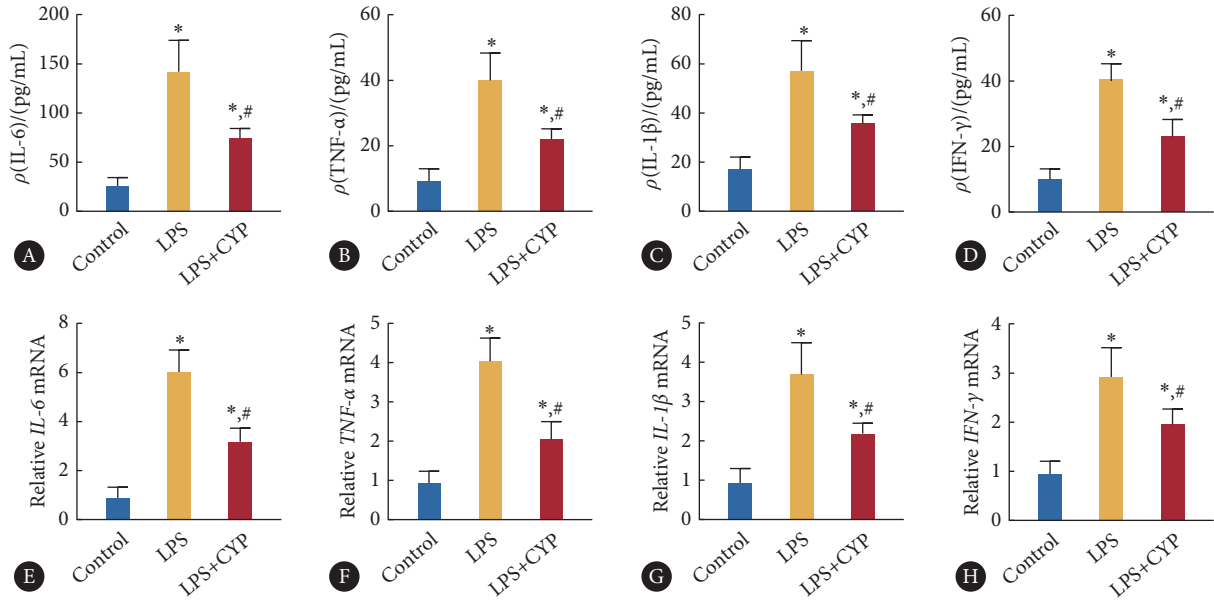 ρ(IL-6)/(pg/mL)
200
150
100
50
0
*
*,#
Control
LPS
LPS+CYP
A
ρ(TNF-α)/(pg/mL)
60
40
20
0
*
*,#
Control
LPS
LPS+CYP
B
ρ(IL-1β)/(pg/mL)
80
60
40
20
0
*
*,#
Control
LPS
LPS+CYP
C
ρ(IFN-γ)/(pg/mL)
60
40
20
0
*
*,#
Control
LPS
LPS+CYP
D
Relative IL-6 mRNA
8
6
4
2
0
*
*,#
Control
LPS
LPS+CYP
E
Relative TNF-α mRNA
5
4
3
2
1
0
*
*,#
Control
LPS
LPS+CYP
F
Relative IL-1β mRNA
5
4
3
2
1
0
*
*,#
Control
LPS
LPS+CYP
G
Relative IFN-γ mRNA
4
3
2
1
0
*
*,#
Control
LPS
LPS+CYP
H